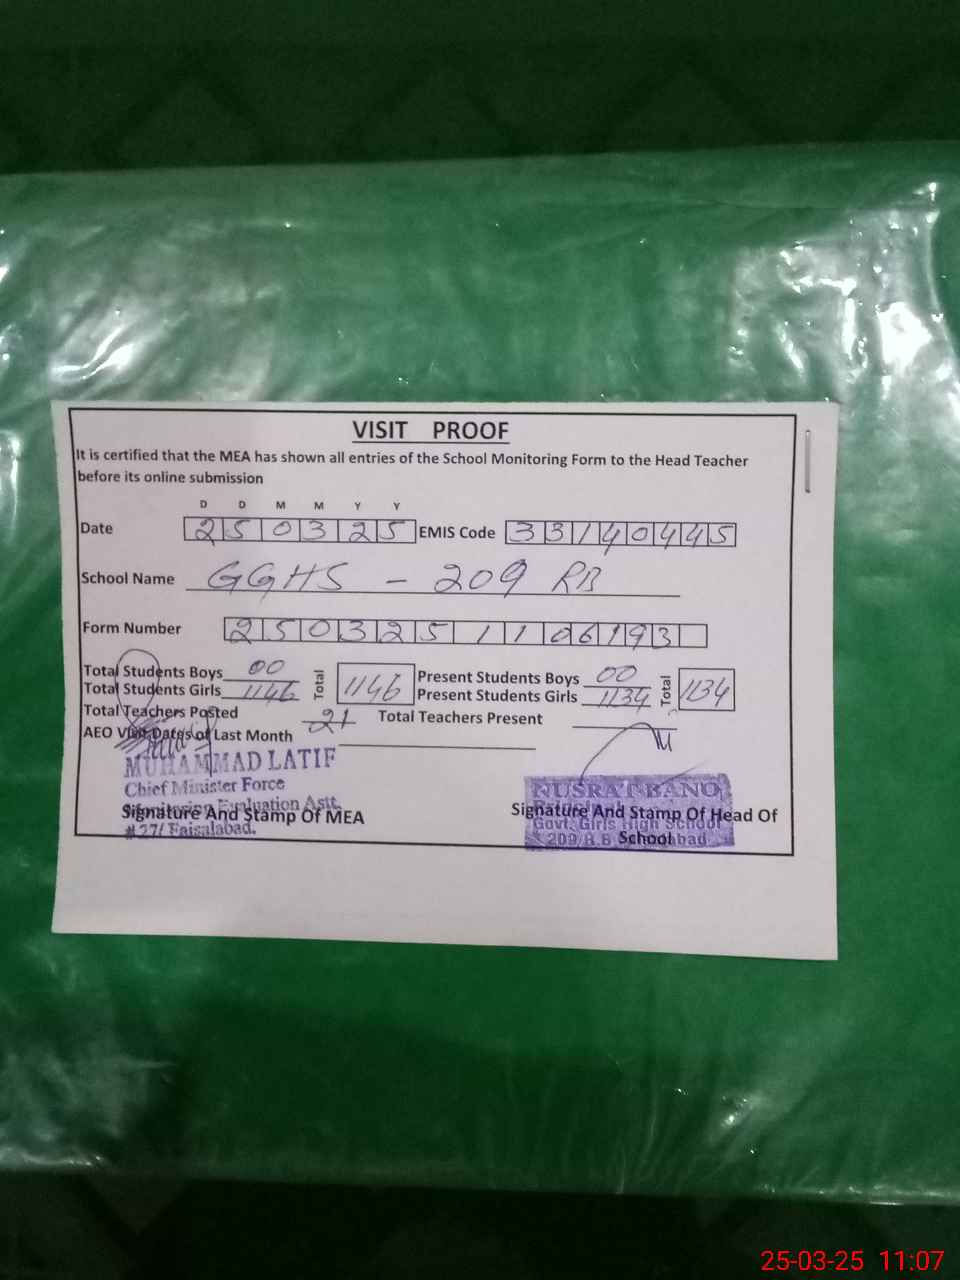 VISIT PROOF
It is certified that the MEA has shown all entries of the School Monitoring Form to the Head Teacher
before its online submission
D D M M Y Y
Date 2 5 0 3 2 5 EMIS Code 3 3 1 4 0 4 4 5
School Name GGHS - 209 RB
Form Number 2 5 0 3 2 5 1 1 0 6 1 9 3
Total Students Boys 00 Total 1146 Present Students Boys 00 Total 1134
Total Students Girls 1146 Present Students Girls 1134
Total Teachers Posted 21 Total Teachers Present
AEO Visit Dates of Last Month
MUHAMMAD LATIF
Chief Minister Force
Monitoring Evaluation Astt.
Signature And Stamp Of MEA
#27/ Faisalabad.
NUSRAT BANO
Signature And Stamp Of Head Of
Govt. Girls High School
School
209/R.B
25-03-25 11:07